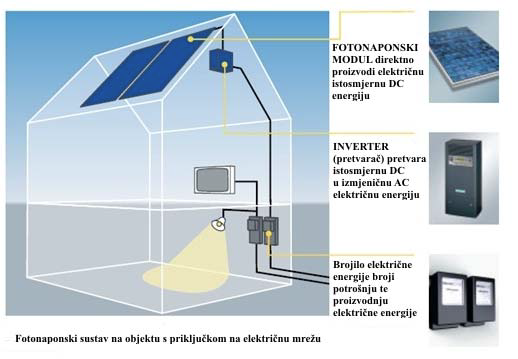 FOTONAPONSKI
MODUL direktno
proizvodi električnu
istosmjernu DC
energiju
INVERTER
(pretvarač) pretvara
istosmjernu DC
u izmjeničnu AC
električnu energiju
Brojilo električne
energije broji
potrošnju te
proizvodnju
električne energije
Fotonaponski sustav na objektu s priključkom na električnu mrežu